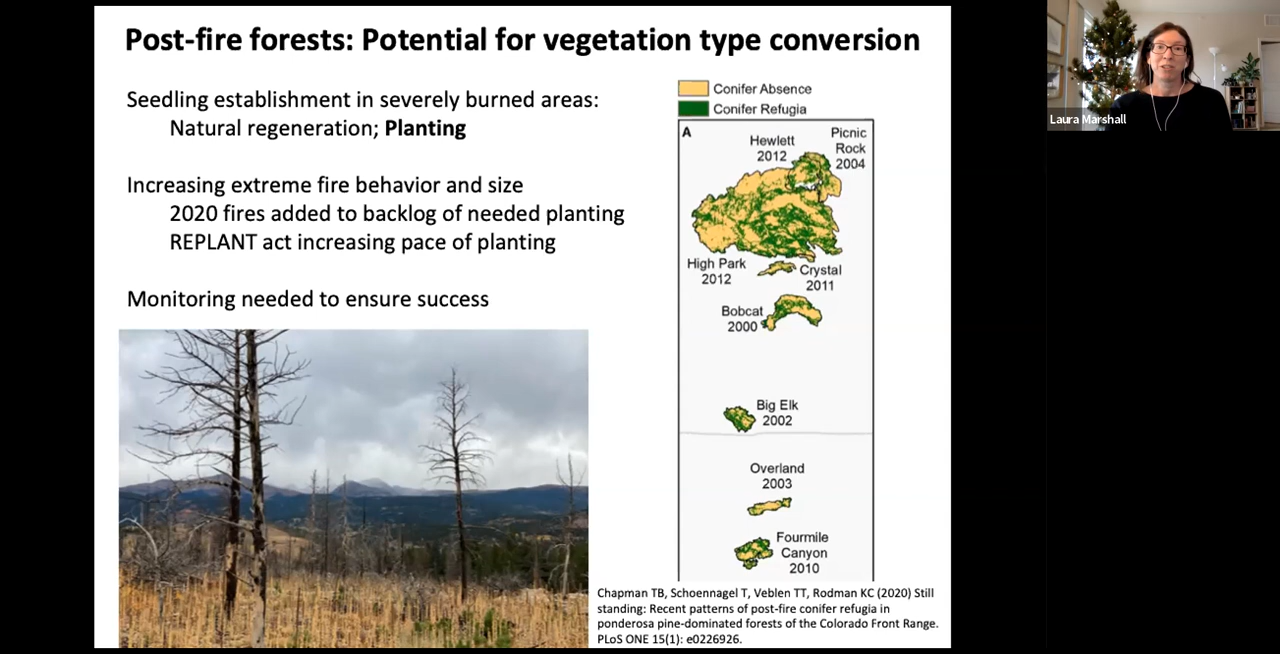 Post-fire forests: Potential for vegetation type conversion
Seedling establishment in severely burned areas:
Natural regeneration; Planting
Increasing extreme fire behavior and size
2020 fires added to backlog of needed planting
REPLANT act increasing pace of planting
Monitoring needed to ensure success
Conifer Absence
Conifer Refugia
A
Hewlett
2012
Picnic
Rock
2004
High Park
2012
Crystal
2011
Bobcat
2000
Big Elk
2002
Overland
2003
Fourmile
Canyon
2010
Chapman TB, Schoennagel T, Veblen TT, Rodman KC (2020) Still
standing: Recent patterns of post-fire conifer refugia in
ponderosa pine-dominated forests of the Colorado Front Range.
PLoS ONE 15(1): e0226926.
Laura Marshall